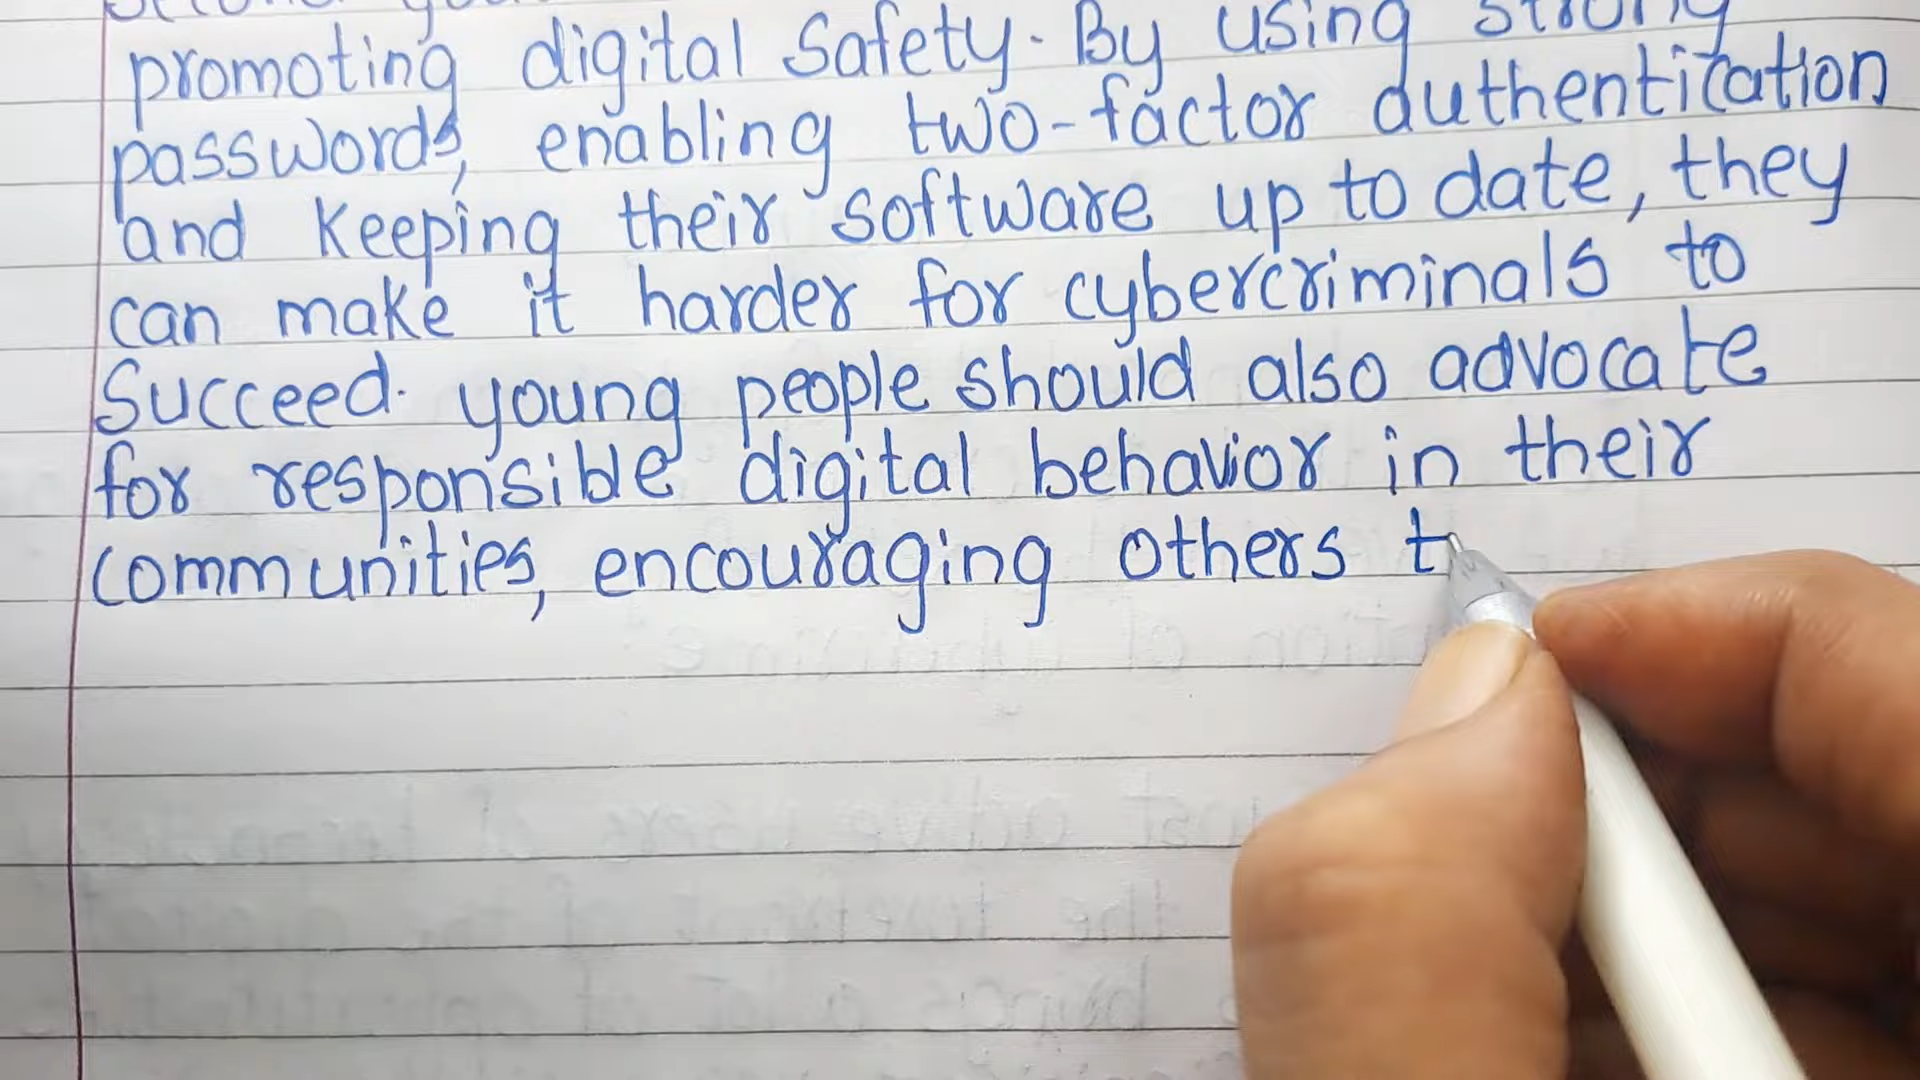 promoting digital Safety. By using strong
passwords, enabling two-factor authentication
and keeping their software up to date, they
can make it harder for cybercriminals to
Succeed. young people should also advocate
for responsible digital behavior in their
communities, encouraging others t